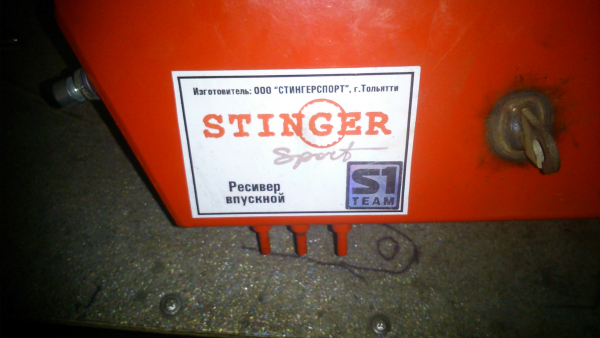 Изготовитель: ООО "СТИНГЕРСПОРТ", г.Тольятти
STINGER
Sport
Ресивер
впускной
S1
TEAM